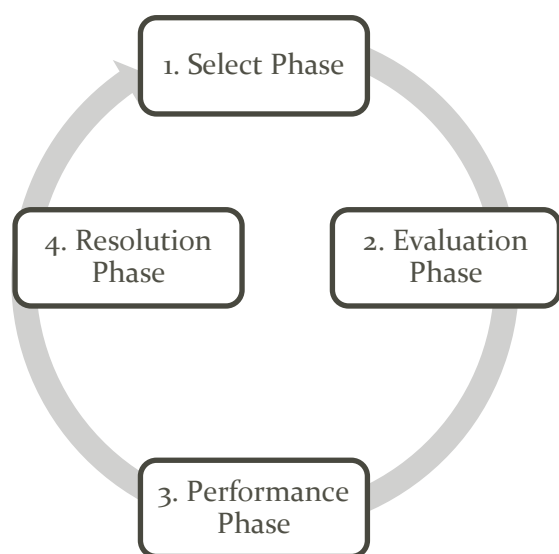 1. Select Phase
2. Evaluation
Phase
3. Performance
Phase
4. Resolution
Phase